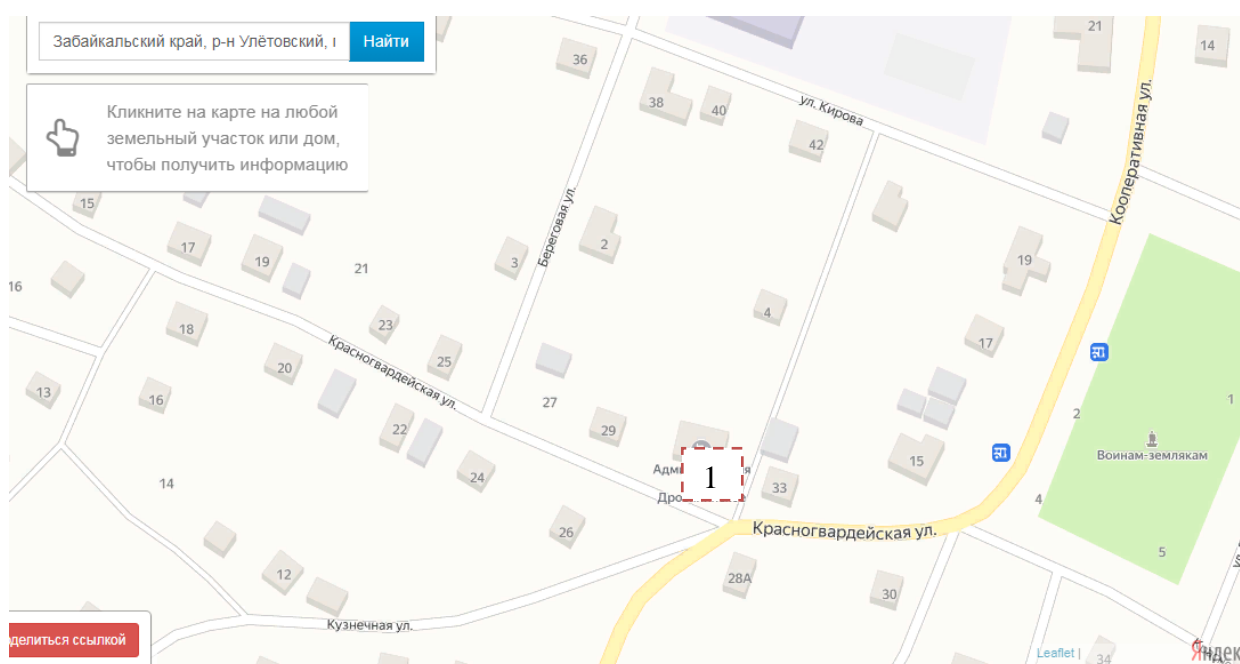 Забайкальский край, р-н Улётовский,
Найти
Кликните на карте на любой
земельный участок или дом,
чтобы получить информацию
36
38
40
ул. Кирова
42
21
14
Кооперативная ул.
15
17
19
21
Береговая ул.
3
2
4
19
17
16
18
23
25
Красногвардейская ул.
20
13
16
22
27
29
24
14
1
33
15
2
1
Воинам-землякам
4
5
26
Красногвардейская ул.
28А
30
12
Кузнечная ул.
делиться ссылкой
Leaflet |
34
Яндек